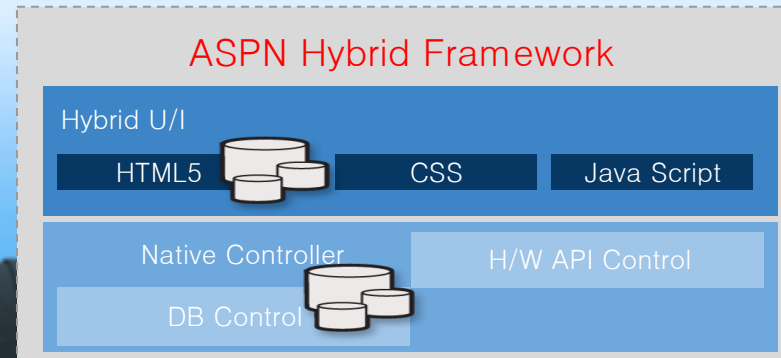 ASPN Hybrid Framework
Hybrid U/I
HTML5 CSS Java Script
Native Controller H/W API Control
DB Control